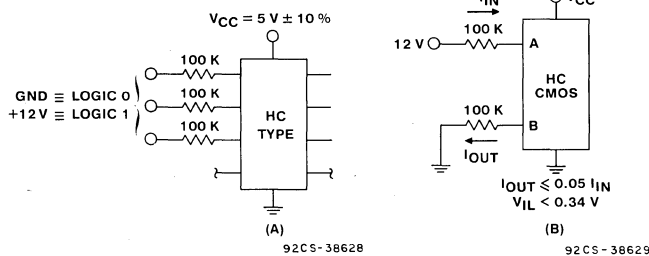 V_CC = 5 V ± 10 %
100 K
100 K
100 K
GND ≡ LOGIC 0
+12 V ≡ LOGIC 1
HC
TYPE
(A)
92CS-38628
I_IN
V_CC
100 K
12 V
A
HC
CMOS
100 K
B
I_OUT
I_OUT ⩽ 0.05 I_IN
V_IL < 0.34 V
(B)
92CS-38629